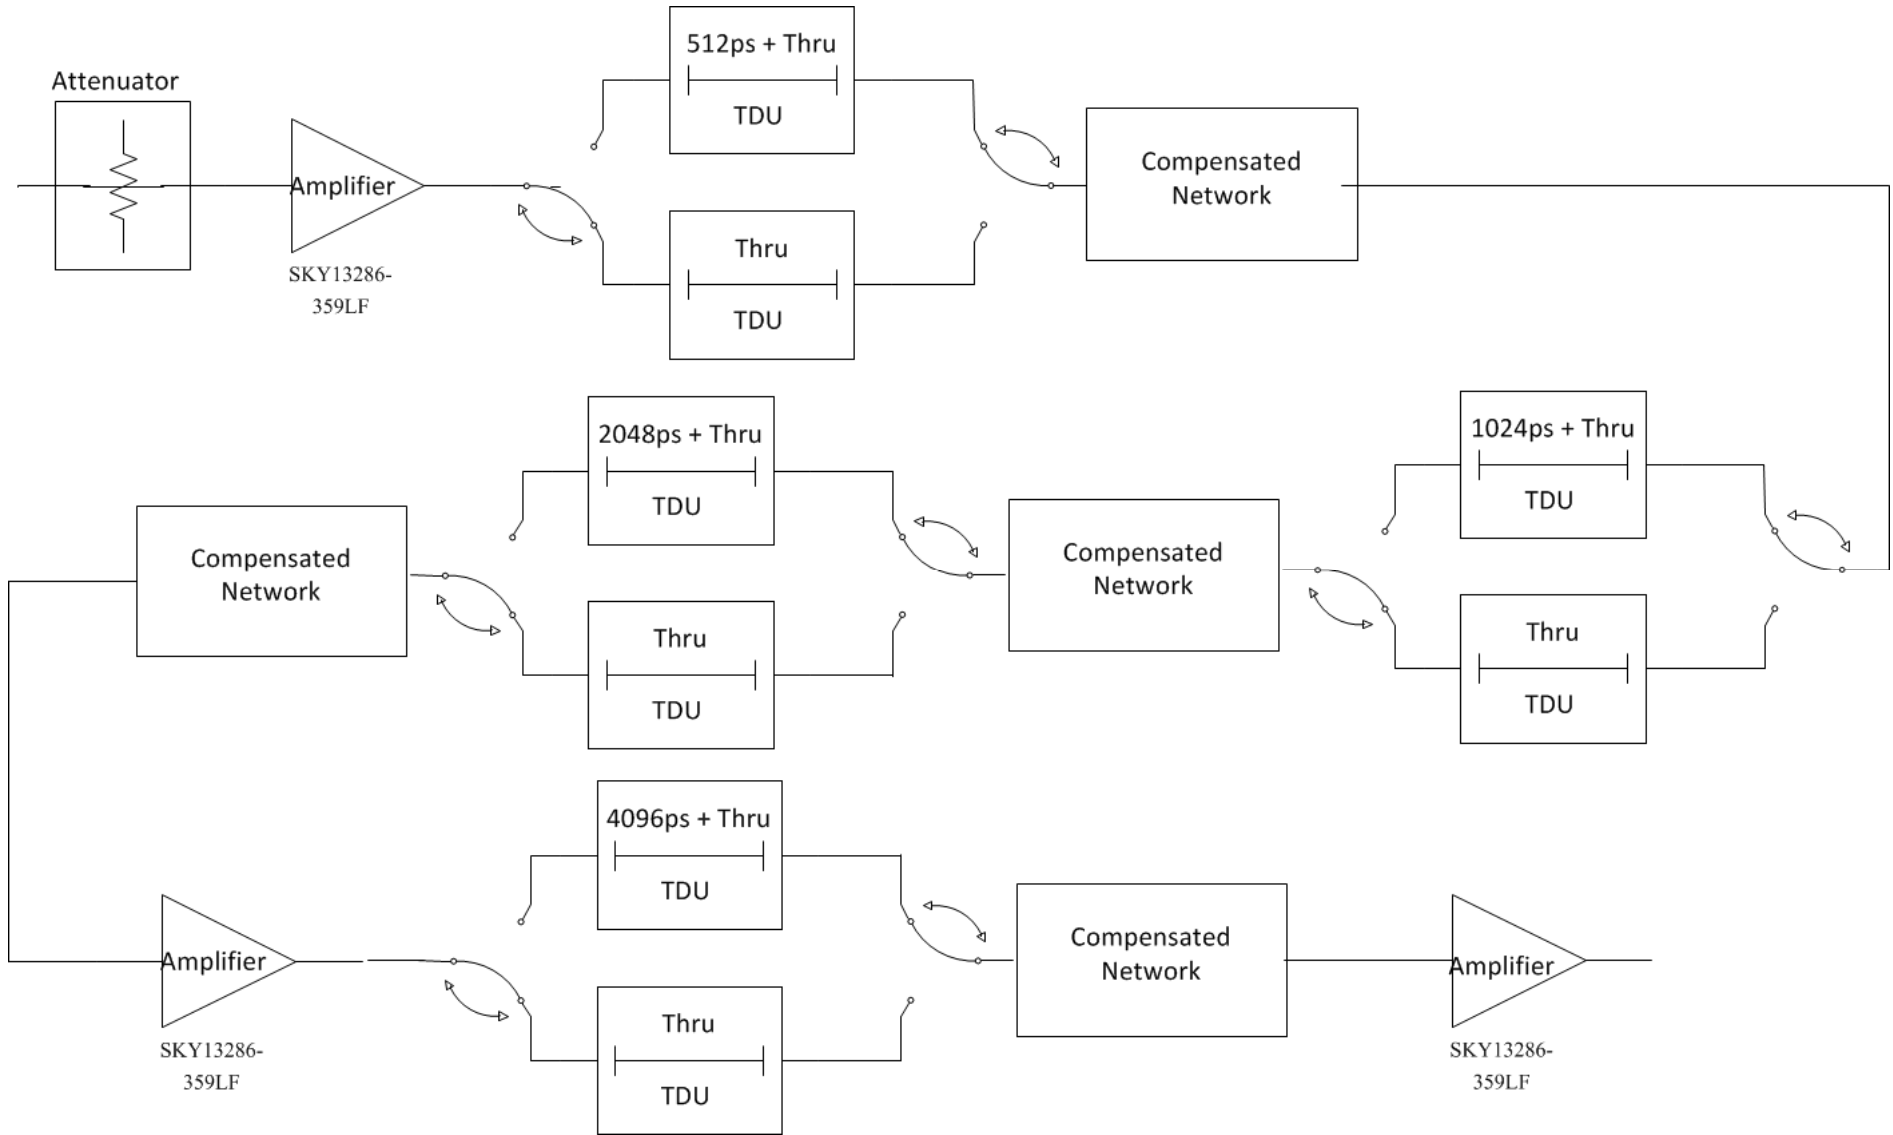 Attenuator
Amplifier
SKY13286-
359LF
512ps + Thru
TDU
Thru
TDU
Compensated
Network
Compensated
Network
2048ps + Thru
TDU
Thru
TDU
Compensated
Network
1024ps + Thru
TDU
Thru
TDU
Amplifier
SKY13286-
359LF
4096ps + Thru
TDU
Thru
TDU
Compensated
Network
Amplifier
SKY13286-
359LF